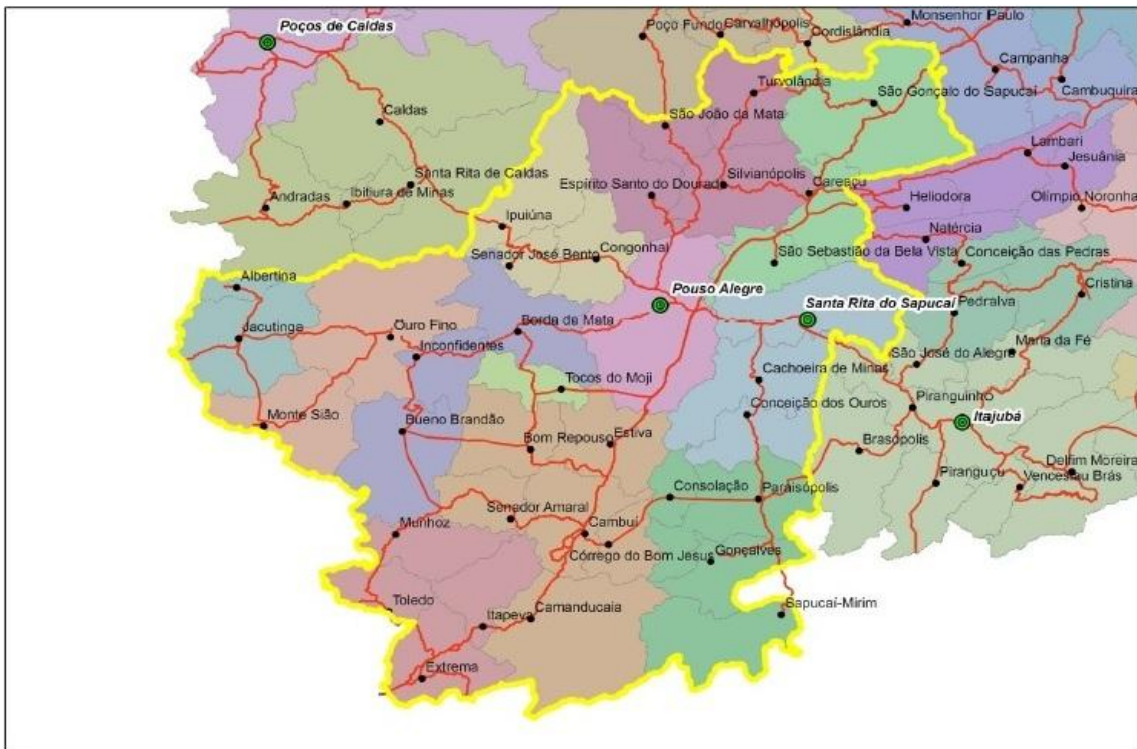 Poços de Caldas
Poço Fundo
Carvalhópolis
Monsenhor Paulo
Cordislândia
Campanha
Cambuquira
Turvolândia
São Gonçalo do Sapucaí
Caldas
São João da Mata
Lambari
Jesuânia
Santa Rita de Caldas
Espírito Santo do Dourado
Silvianópolis
Careaçu
Andradas
Ibitiura de Minas
Heliodora
Olímpio Noronha
Ipuiúna
Natércia
Senador José Bento
Congonhal
São Sebastião da Bela Vista
Conceição das Pedras
Albertina
Cristina
Pouso Alegre
Santa Rita do Sapucaí
Pedralva
Jacutinga
Ouro Fino
Borda da Mata
Inconfidentes
Maria da Fé
São José do Alegre
Cachoeira de Minas
Tocos do Moji
Piranguinho
Conceição dos Ouros
Itajubá
Monte Sião
Bueno Brandão
Bom Repouso
Estiva
Brasópolis
Delfim Moreira
Piranguçu
Venceslau Brás
Consolação
Paraisópolis
Senador Amaral
Munhoz
Cambuí
Córrego do Bom Jesus
Gonçalves
Toledo
Itapeva
Camanducaia
Sapucaí-Mirim
Extrema